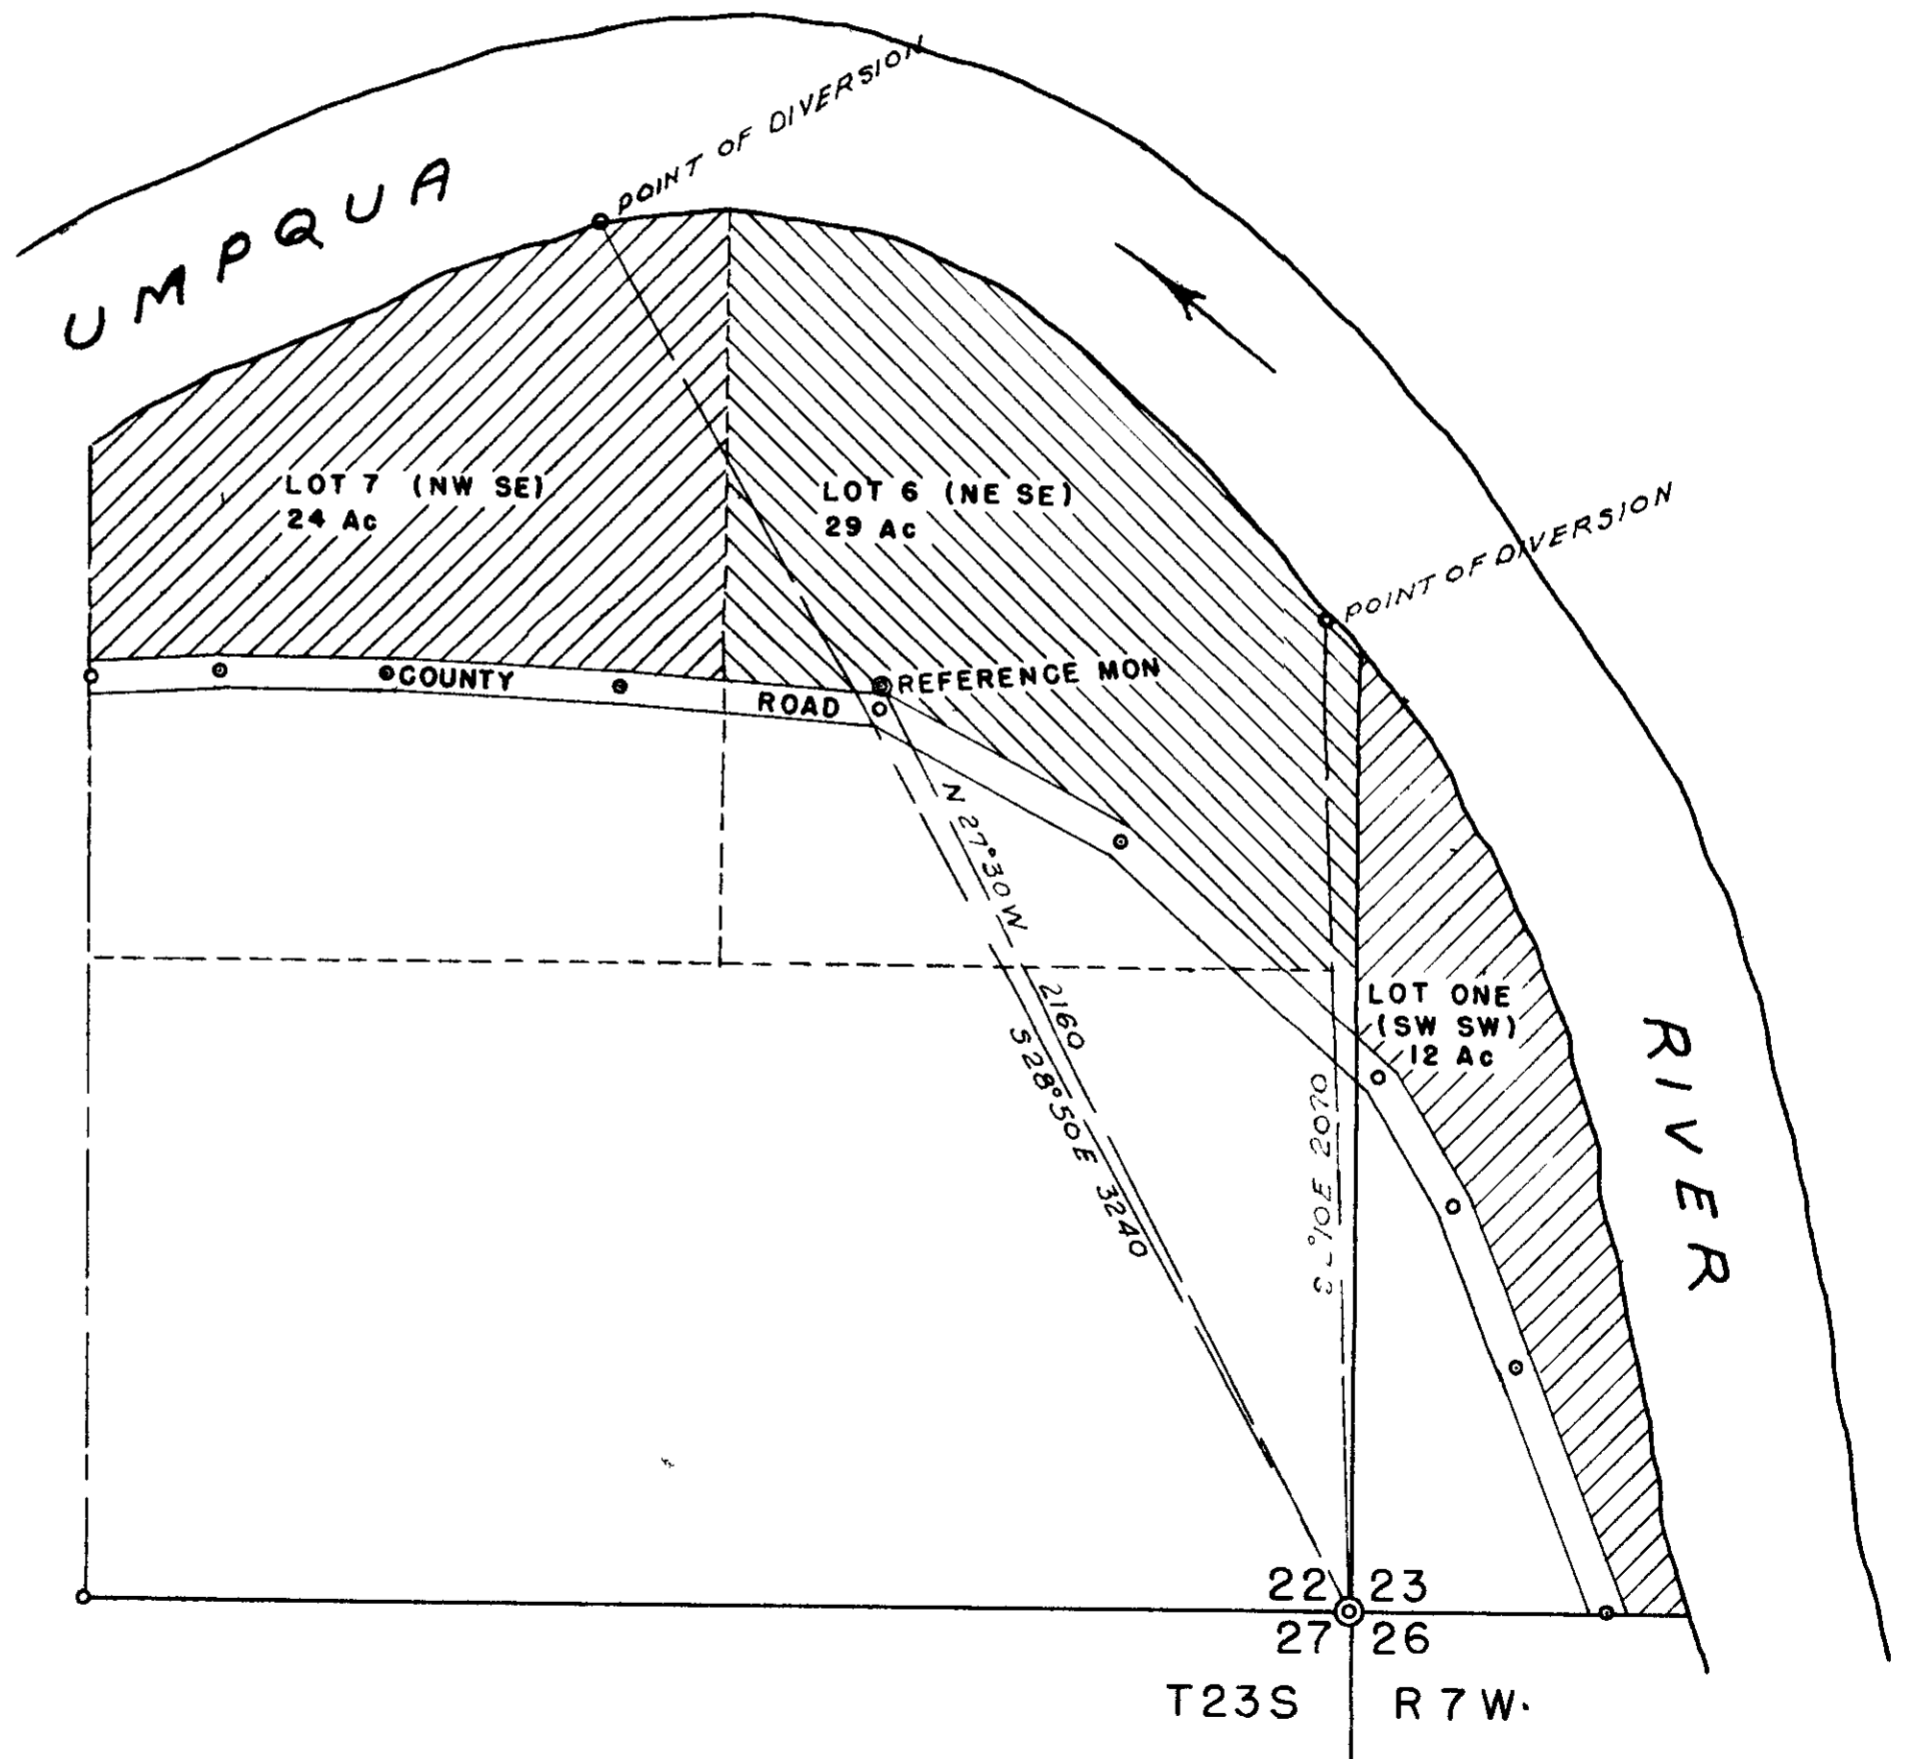 POINT OF DIVERSION
UMPQUA
LOT 7 (NW SE)
24 Ac
LOT 6 (NE SE)
29 Ac
POINT OF DIVERSION
COUNTY
ROAD
REFERENCE MON
N 27°30 W 2160
S 28°50 E 3240
LOT ONE
(SW SW)
12 Ac
10E 2070
RIVER
22
23
27
26
T23S R7W.